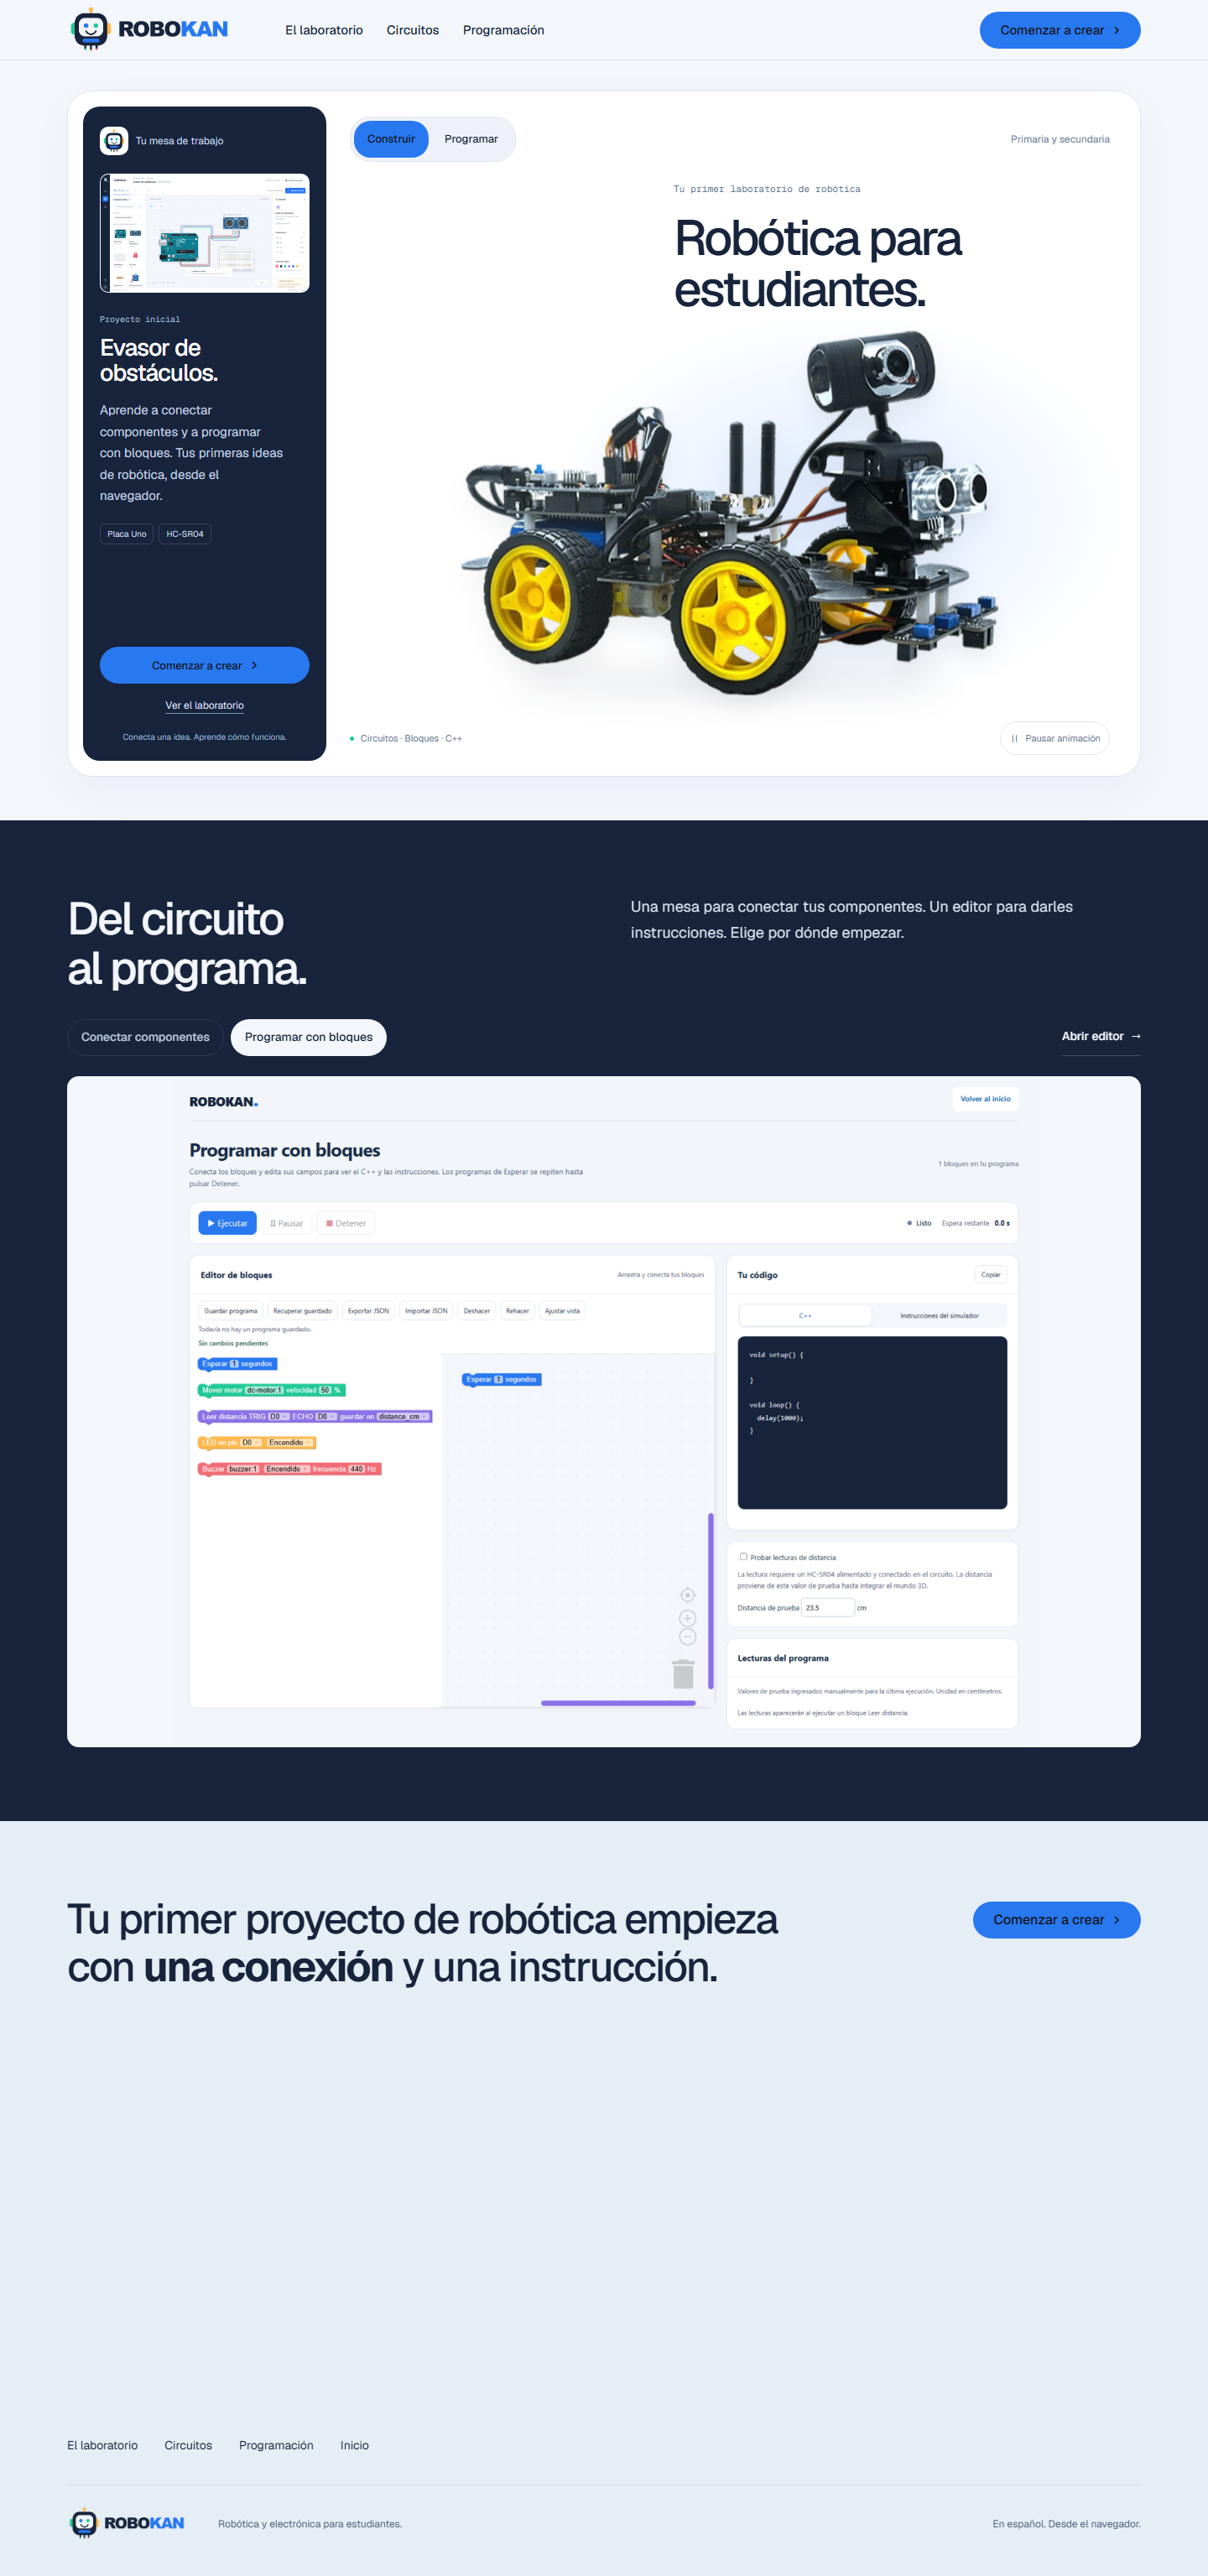 ROBOKAN
El laboratorio
Circuitos
Programación
Comenzar a crear
Tu mesa de trabajo
Proyecto inicial
Evasor de
obstáculos.
Aprende a conectar
componentes y a programar
con bloques. Tus primeras ideas
de robótica, desde el
navegador.
Placa Uno
HC-SR04
Comenzar a crear
Ver el laboratorio
Conecta una idea. Aprende cómo funciona.
Construir
Programar
Primaria y secundaria
Tu primer laboratorio de robótica
Robótica para
estudiantes.
Circuitos · Bloques · C++
Pausar animación
Del circuito
al programa.
Una mesa para conectar tus componentes. Un editor para darles
instrucciones. Elige por dónde empezar.
Conectar componentes
Programar con bloques
Abrir editor →
ROBOKAN.
Volver al inicio
Programar con bloques
Conecta los bloques y edita sus campos para ver el C++ y las instrucciones. Los programas de Esperar se repiten hasta
pulsar Detener.
1 bloques en tu programa
Ejecutar
Pausar
Detener
Listo
Espera restante 0.0 s
Editor de bloques
Arrastra y conecta tus bloques
Guardar programa
Recuperar guardado
Exportar JSON
Importar JSON
Deshacer
Rehacer
Ajustar vista
Todavía no hay un programa guardado.
Sin cambios pendientes
Esperar 1 segundos
Mover motor dc-motor:1 velocidad 50 %
Leer distancia TRIG D0 ECHO D0 guardar en distance_cm
LED en pin D0 Encendido
Buzzer buzzer:1 Encendido frecuencia 440 Hz
Esperar 1 segundos
Tu código
Copiar
C++
Instrucciones del simulador
void setup() {
}
void loop() {
delay(1000);
}
Probar lecturas de distancia
La lectura requiere un HC-SR04 alimentado y conectado en el circuito. La distancia
proviene de este valor de prueba hasta integrar el mundo 3D.
Distancia de prueba 23.5 cm
Lecturas del programa
Valores de prueba ingresados manualmente para la última ejecución. Unidad en centímetros.
Las lecturas aparecerán al ejecutar un bloque Leer distancia.
Tu primer proyecto de robótica empieza
con una conexión y una instrucción.
Comenzar a crear
El laboratorio
Circuitos
Programación
Inicio
ROBOKAN
Robótica y electrónica para estudiantes.
En español. Desde el navegador.